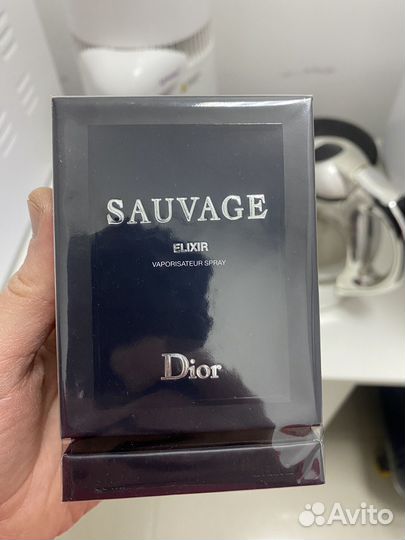 SAUVAGE
ELIXIR
VAPORISATEUR SPRAY
Dior
Avito